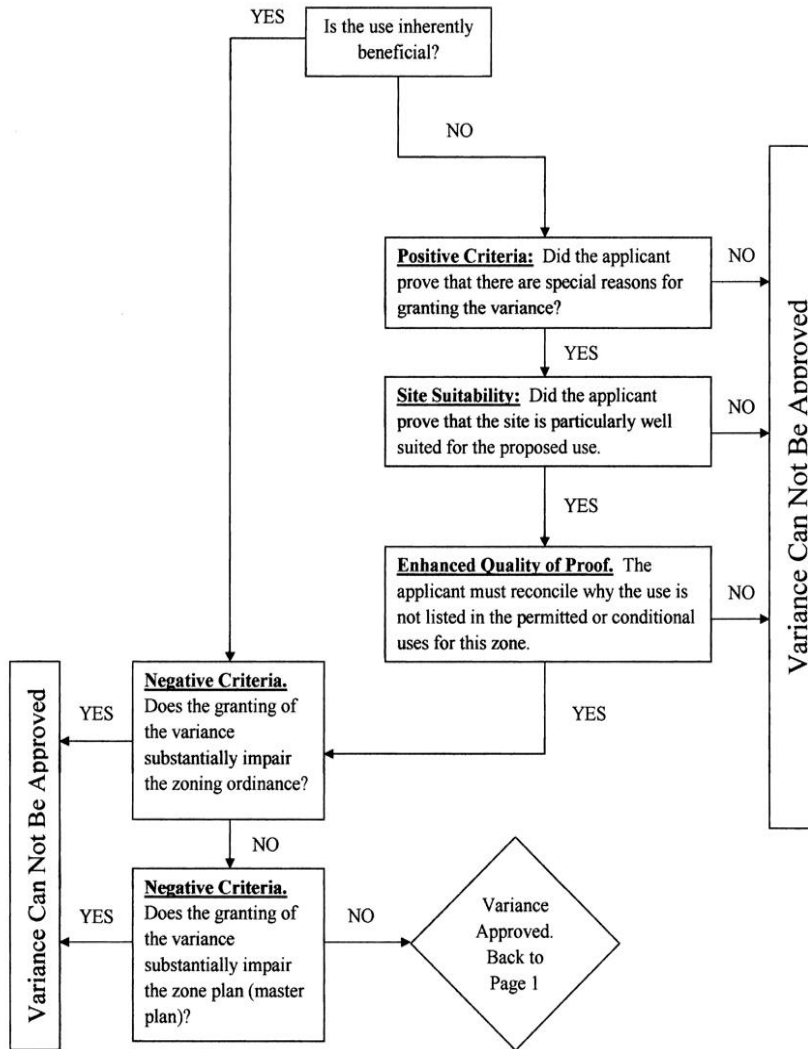 YES
Is the use inherently
beneficial?
NO
Positive Criteria: Did the applicant
prove that there are special reasons for
granting the variance?
NO
YES
Site Suitability: Did the applicant
prove that the site is particularly well
suited for the proposed use.
NO
YES
Enhanced Quality of Proof. The
applicant must reconcile why the use is
not listed in the permitted or conditional
uses for this zone.
NO
YES
Variance Can Not Be Approved
Negative Criteria.
Does the granting of
the variance
substantially impair
the zoning ordinance?
YES
NO
Negative Criteria.
Does the granting of
the variance
substantially impair
the zone plan (master
plan)?
YES
NO
Variance Can Not Be Approved
Variance
Approved.
Back to
Page 1